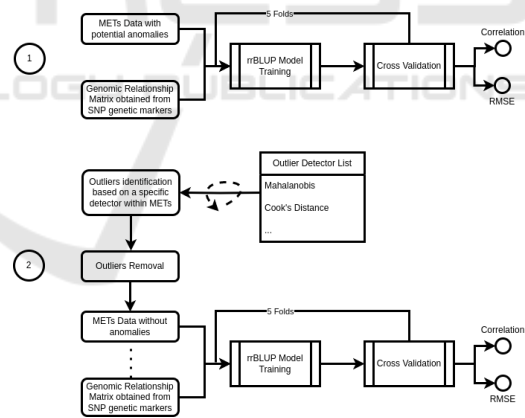 5 Folds
METs Data with
potential anomalies
Correlation
1
rrBLUP Model
Training
Cross Validation
Genomic Relationship
Matrix obtained from
SNP genetic markers
RMSE
Outlier Detector List
Mahalanobis
Cook's Distance
...
Outliers identification
based on a specific
detector within METs
2
Outliers Removal
5 Folds
METs Data without
anomalies
Correlation
rrBLUP Model
Training
Cross Validation
Genomic Relationship
Matrix obtained from
SNP genetic markers
RMSE